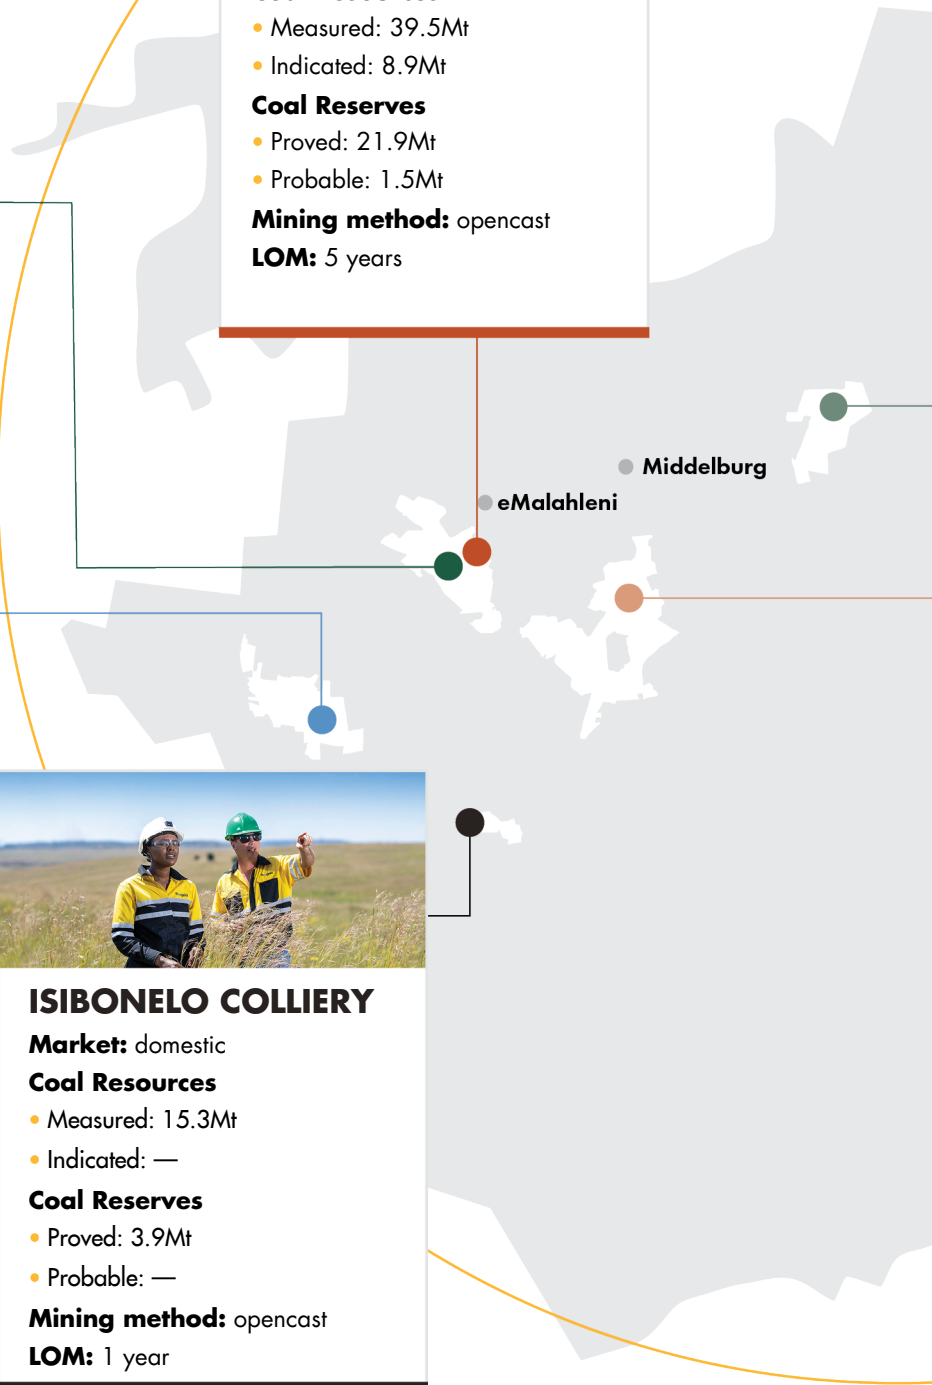 Measured: 39.5Mt
Indicated: 8.9Mt
Coal Reserves
Proved: 21.9Mt
Probable: 1.5Mt
Mining method: opencast
LOM: 5 years
Middelburg
eMalahleni
ISIBONELO COLLIERY
Market: domestic
Coal Resources
Measured: 15.3Mt
Indicated: —
Coal Reserves
Proved: 3.9Mt
Probable: —
Mining method: opencast
LOM: 1 year